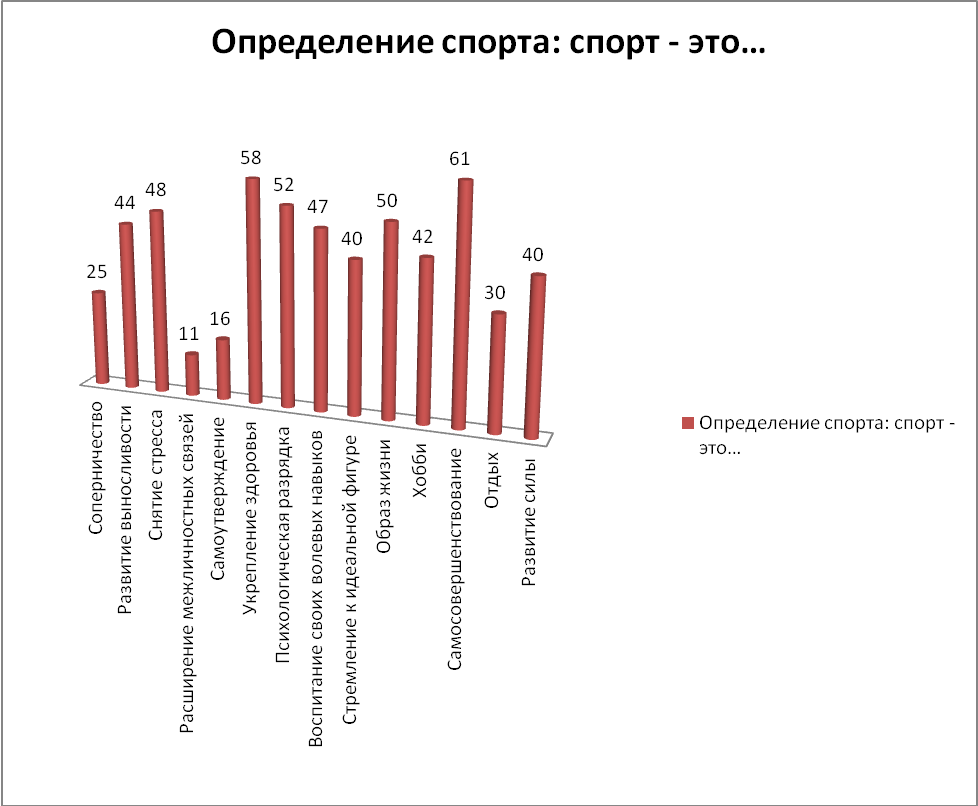 Определение спорта: спорт - это...
58
61
52
50
48
47
44
42
40
40
30
25
16
11
Соперничество
Развитие выносливости
Снятие стресса
Расширение межличностных связей
Самоутверждение
Укрепление здоровья
Психологическая разрядка
Воспитание своих волевых навыков
Стремление к идеальной фигуре
Образ жизни
Хобби
Самосовершенствование
Отдых
Развитие силы
Определение спорта: спорт -
это...